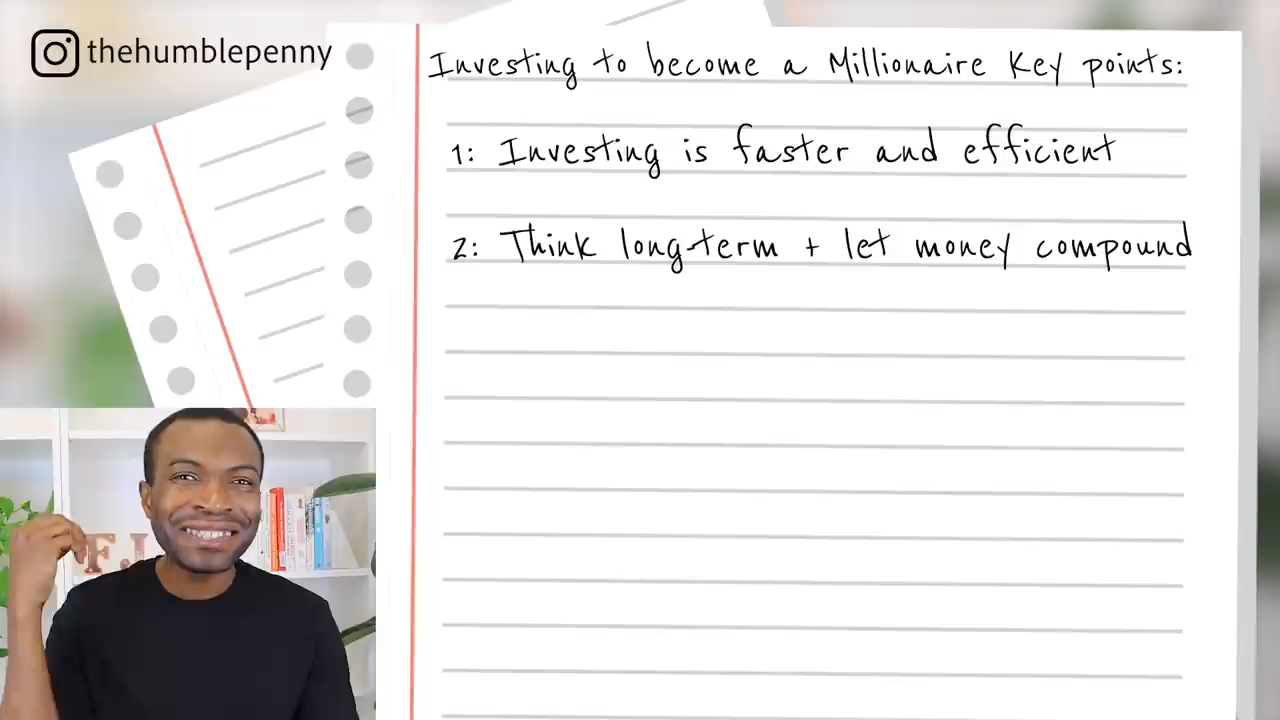 thehumblepenny
Investing to become a Millionaire Key points:
1: Investing is faster and efficient
2: Think long-term + let money compound